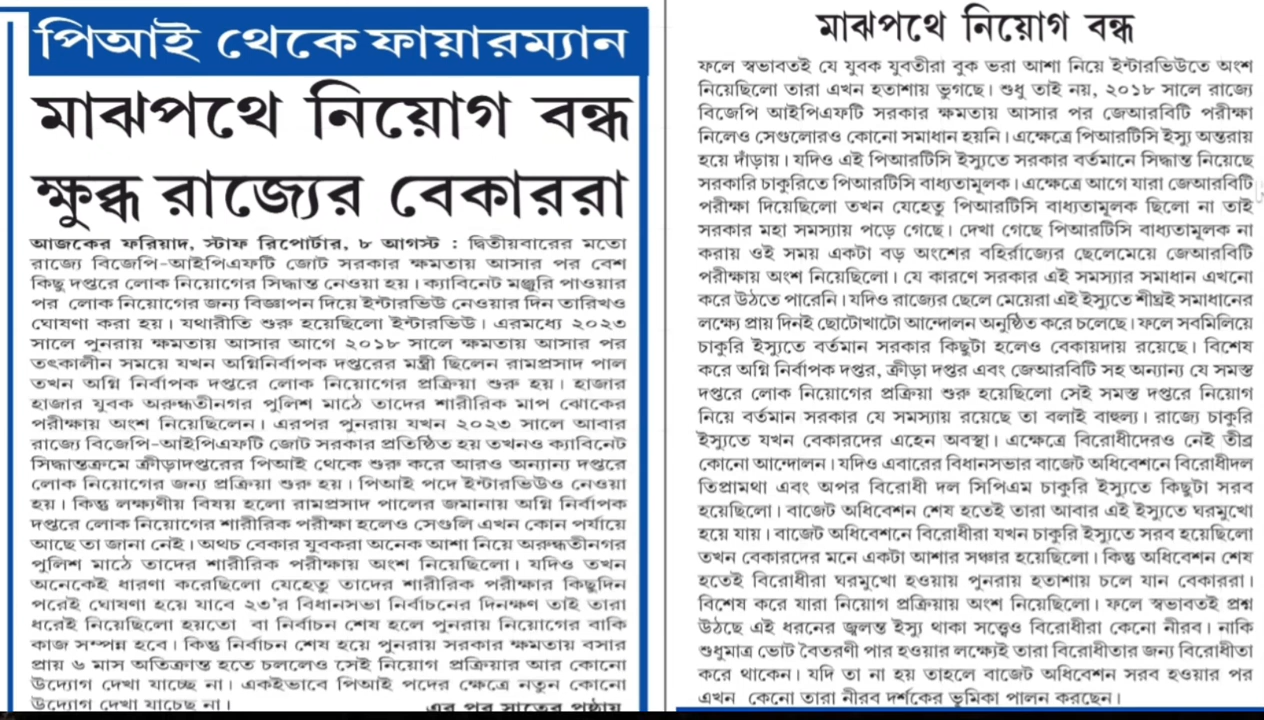 পিআই থেকে ফায়ারম্যান
মাঝপথে নিয়োগ বন্ধ
ক্ষুব্ধ রাজ্যের বেকাররা
আজকের ফরিয়াদ, স্টাফ রিপোর্টার, ৮ আগস্ট : দ্বিতীয়বারের মতো
রাজ্যে বিজেপি-আইপিএফটি জোট সরকার ক্ষমতায় আসার পর বেশ
কিছু দপ্তরে লোক নিয়োগের সিদ্ধান্ত নেওয়া হয়। ক্যাবিনেট মঞ্জুরি পাওয়ার
পর লোক নিয়োগের জন্য বিজ্ঞাপন দিয়ে ইন্টারভিউ নেওয়ার দিন তারিখও
ঘোষণা করা হয়। যথারীতি শুরু হয়েছিলো ইন্টারভিউ। এরমধ্যে ২০২৩
সালে পুনরায় ক্ষমতায় আসার আগে ২০১৮ সালে ক্ষমতায় আসার পর
তৎকালীন সময়ে যখন অগ্নিনির্বাপক দপ্তরের মন্ত্রী ছিলেন রামপ্রসাদ পাল
তখন অগ্নি নির্বাপক দপ্তরে লোক নিয়োগের প্রক্রিয়া শুরু হয়। হাজার
হাজার যুবক অরুন্ধতীনগর পুলিশ মাঠে তাদের শারীরিক মাপ ঝোকের
পরীক্ষায় অংশ নিয়েছিলেন। এরপর পুনরায় যখন ২০২৩ সালে আবার
রাজ্যে বিজেপি-আইপিএফটি জোট সরকার প্রতিষ্ঠিত হয় তখনও ক্যাবিনেট
সিদ্ধান্তক্রমে ক্রীড়াদপ্তরের পিআই থেকে শুরু করে আরও অন্যান্য দপ্তরে
লোক নিয়োগের জন্য প্রক্রিয়া শুরু হয়। পিআই পদে ইন্টারভিউও নেওয়া
হয়। কিন্তু লক্ষ্যণীয় বিষয় হলো রামপ্রসাদ পালের জমানায় অগ্নি নির্বাপক
দপ্তরে লোক নিয়োগের শারীরিক পরীক্ষা হলেও সেগুলি এখন কোন পর্যায়ে
আছে তা জানা নেই। অথচ বেকার যুবকরা অনেক আশা নিয়ে অরুন্ধতীনগর
পুলিশ মাঠে তাদের শারীরিক পরীক্ষায় অংশ নিয়েছিলো। যদিও তখন
অনেকেই ধারণা করেছিলো যেহেতু তাদের শারীরিক পরীক্ষার কিছুদিন
পরেই ঘোষণা হয়ে যাবে ২৩'র বিধানসভা নির্বাচনের দিনক্ষণ তাই তারা
ধরেই নিয়েছিলো হয়তো বা নির্বাচন শেষ হলে পুনরায় নিয়োগের বাকি
কাজ সম্পন্ন হবে। কিন্তু নির্বাচন শেষ হয়ে পুনরায় সরকার ক্ষমতায় বসার
প্রায় ৬ মাস অতিক্রান্ত হতে চললেও সেই নিয়োগ প্রক্রিয়ার আর কোনো
উদ্যোগ দেখা যাচ্ছে না। একইভাবে পিআই পদের ক্ষেত্রে নতুন কোনো
উদ্যোগ দেখা যাচেছ না। এর পর সাতের পৃষ্ঠায়
মাঝপথে নিয়োগ বন্ধ
ফলে স্বভাবতই যে যুবক যুবতীরা বুক ভরা আশা নিয়ে ইন্টারভিউতে অংশ
নিয়েছিলো তারা এখন হতাশায় ভুগছে। শুধু তাই নয়, ২০১৮ সালে রাজ্যে
বিজেপি আইপিএফটি সরকার ক্ষমতায় আসার পর জেআরবিটি পরীক্ষা
নিলেও সেগুলোরও কোনো সমাধান হয়নি। এক্ষেত্রে পিআরটিসি ইস্যু অন্তরায়
হয়ে দাঁড়ায়। যদিও এই পিআরটিসি ইস্যুতে সরকার বর্তমানে সিদ্ধান্ত নিয়েছে
সরকারি চাকুরিতে পিআরটিসি বাধ্যতামূলক। এক্ষেত্রে আগে যারা জেআরবিটি
পরীক্ষা দিয়েছিলো তখন যেহেতু পিআরটিসি বাধ্যতামূলক ছিলো না তাই
সরকার মহা সমস্যায় পড়ে গেছে। দেখা গেছে পিআরটিসি বাধ্যতামূলক না
করায় ওই সময় একটা বড় অংশের বহির্রাজ্যের ছেলেমেয়ে জেআরবিটি
পরীক্ষায় অংশ নিয়েছিলো। যে কারণে সরকার এই সমস্যার সমাধান এখনো
করে উঠতে পারেনি। যদিও রাজ্যের ছেলে মেয়েরা এই ইস্যুতে শীঘ্রই সমাধানের
লক্ষ্যে প্রায় দিনই ছোটোখাটো আন্দোলন অনুষ্ঠিত করে চলেছে। ফলে সবমিলিয়ে
চাকুরি ইস্যুতে বর্তমান সরকার কিছুটা হলেও বেকায়দায় রয়েছে। বিশেষ
করে অগ্নি নির্বাপক দপ্তর, ক্রীড়া দপ্তর এবং জেআরবিটি সহ অন্যান্য যে সমস্ত
দপ্তরে লোক নিয়োগের প্রক্রিয়া শুরু হয়েছিলো সেই সমস্ত দপ্তরে নিয়োগ
নিয়ে বর্তমান সরকার যে সমস্যায় রয়েছে তা বলাই বাহুল্য। রাজ্যে চাকুরি
ইস্যুতে যখন বেকারদের এহেন অবস্থা। এক্ষেত্রে বিরোধীদেরও নেই তীব্র
কোনো আন্দোলন। যদিও এবারের বিধানসভার বাজেট অধিবেশনে বিরোধীদল
তিপ্রামথা এবং অপর বিরোধী দল সিপিএম চাকুরি ইস্যুতে কিছুটা সরব
হয়েছিলো। বাজেট অধিবেশন শেষ হতেই তারা আবার এই ইস্যুতে ঘরমুখো
হয়ে যায়। বাজেট অধিবেশনে বিরোধীরা যখন চাকুরি ইস্যুতে সরব হয়েছিলো
তখন বেকারদের মনে একটা আশার সঞ্চার হয়েছিলো। কিন্তু অধিবেশন শেষ
হতেই বিরোধীরা ঘরমুখো হওয়ায় পুনরায় হতাশায় চলে যান বেকাররা।
বিশেষ করে যারা নিয়োগ প্রক্রিয়ায় অংশ নিয়েছিলো। ফলে স্বভাবতই প্রশ্ন
উঠছে এই ধরনের জ্বলন্ত ইস্যু থাকা সত্ত্বেও বিরোধীরা কেনো নীরব। নাকি
শুধুমাত্র ভোট বৈতরণী পার হওয়ার লক্ষ্যেই তারা বিরোধীতার জন্য বিরোধীতা
করে থাকেন। যদি তা না হয় তাহলে বাজেট অধিবেশন সরব হওয়ার পর
এখন কেনো তারা নীরব দর্শকের ভূমিকা পালন করছেন।